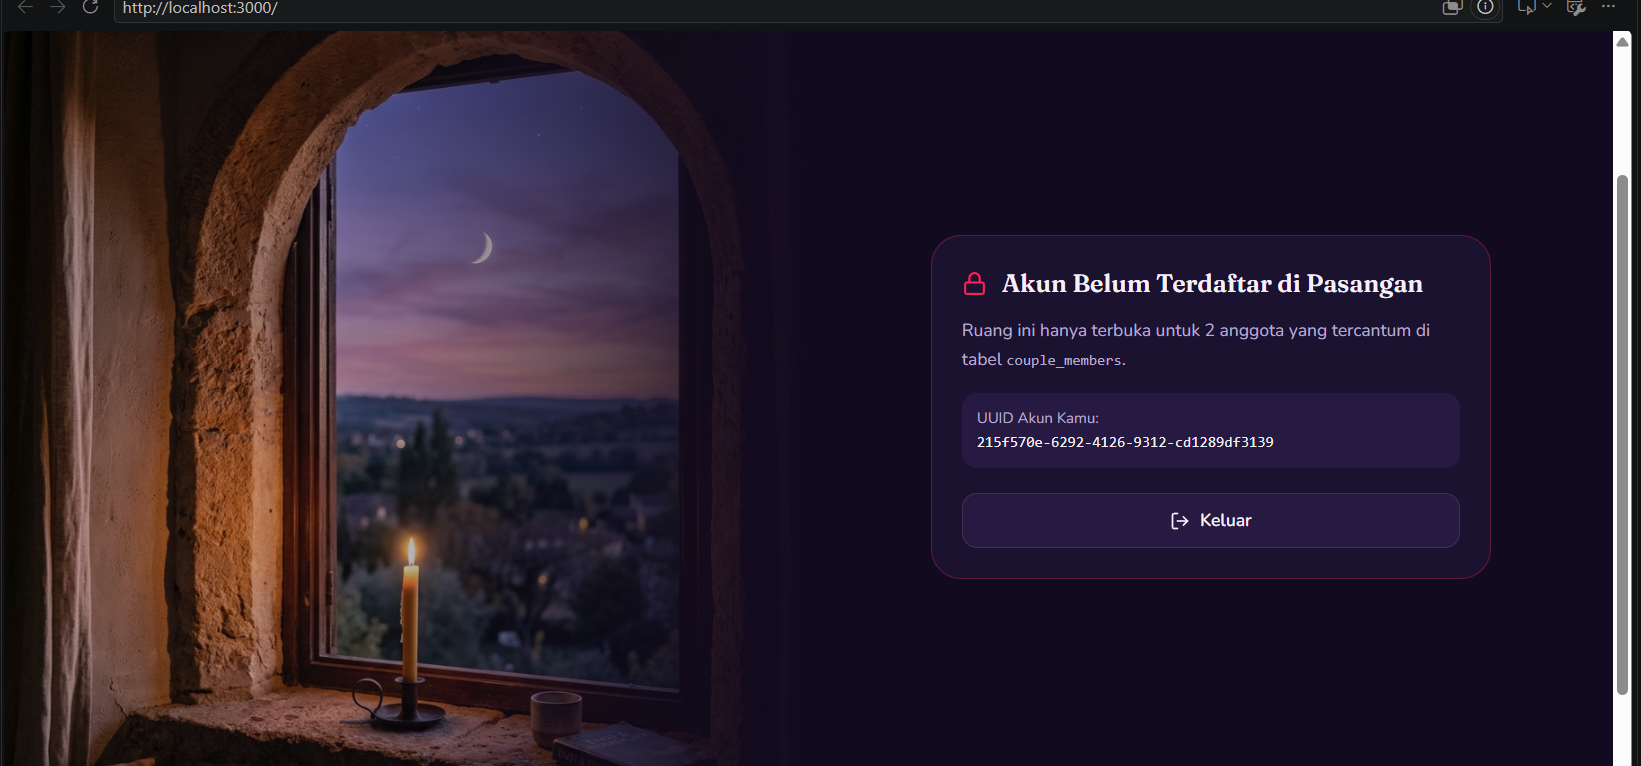 http://localhost:3000/
Akun Belum Terdaftar di Pasangan
Ruang ini hanya terbuka untuk 2 anggota yang tercantum di
tabel couple_members.
UUID Akun Kamu:
215f570e-6292-4126-9312-cd1289df3139
Keluar